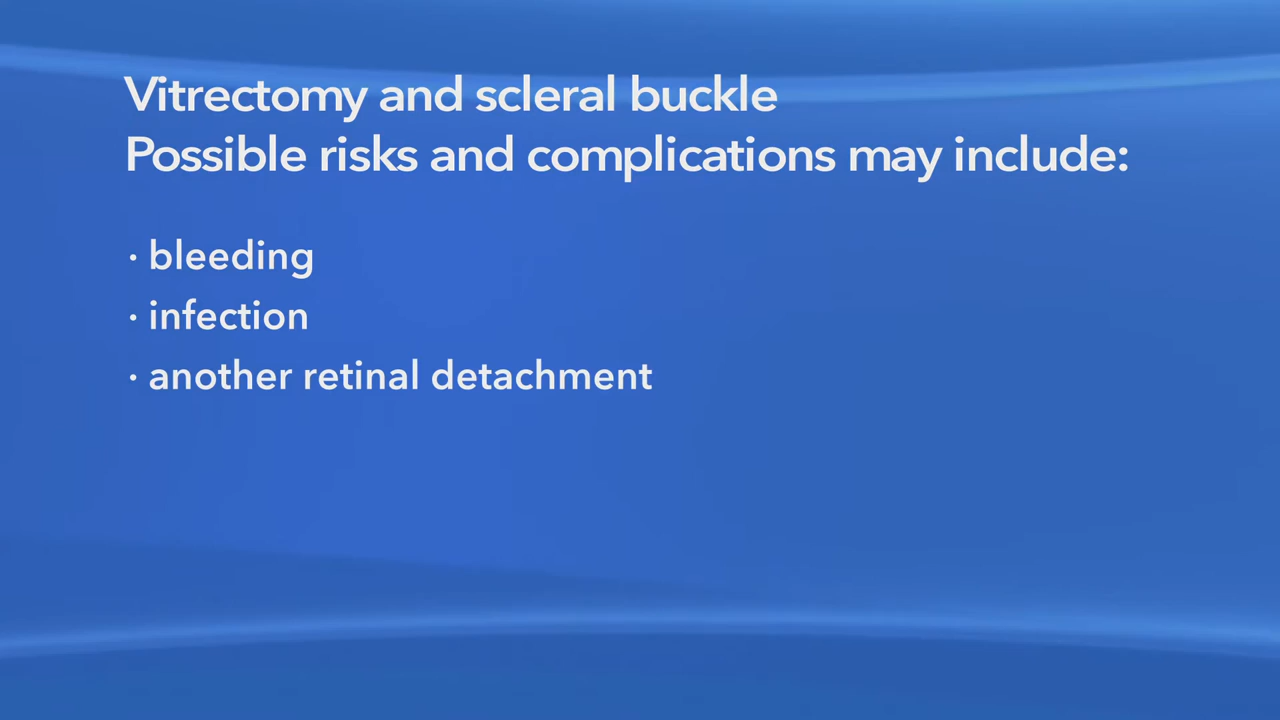 Vitrectomy and scleral buckle
Possible risks and complications may include:
· bleeding
· infection
· another retinal detachment